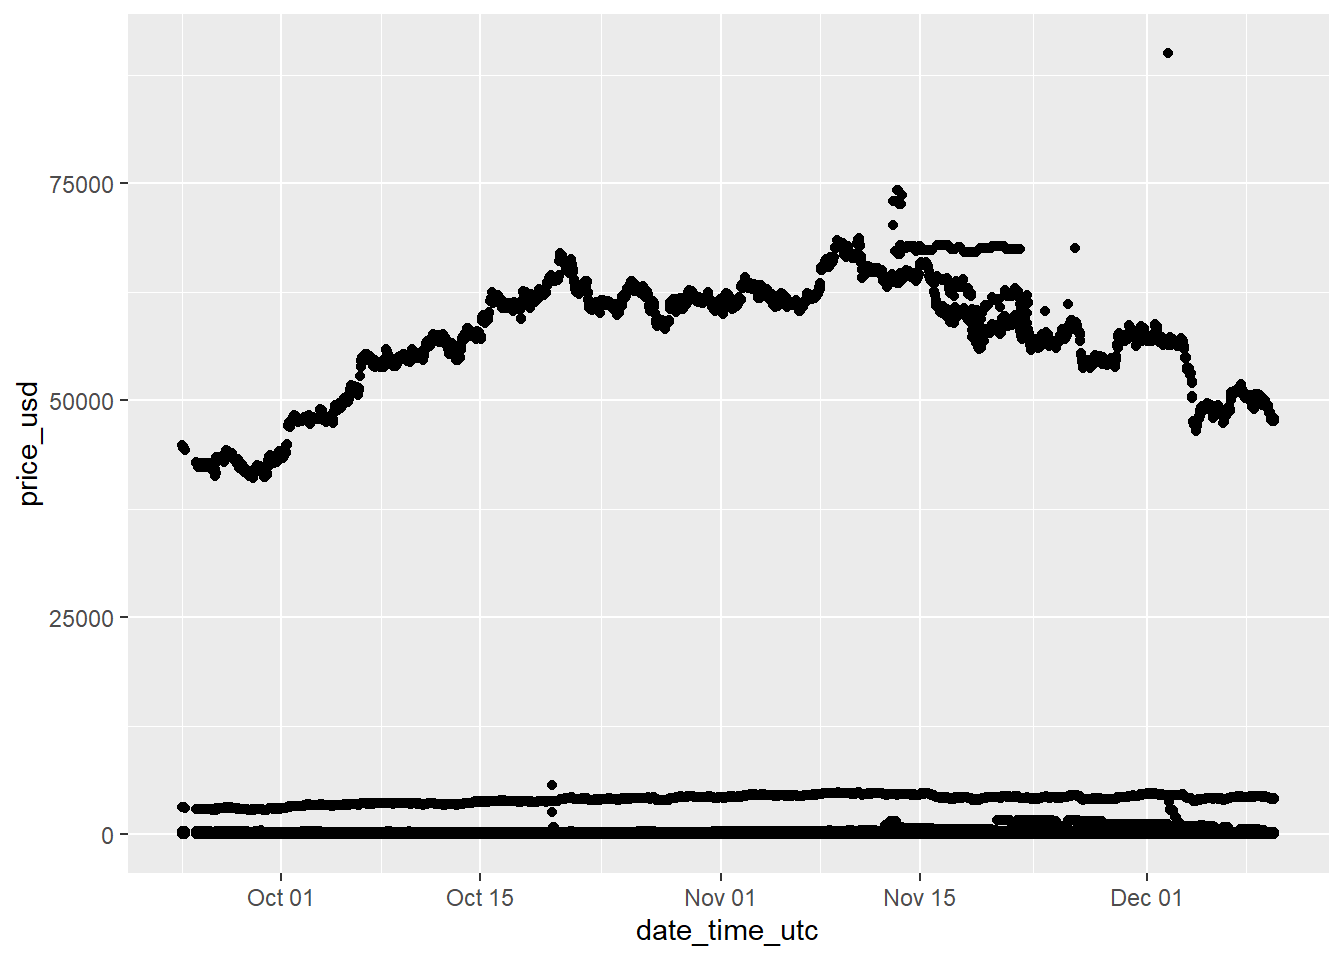 75000
50000
25000
0
price_usd
Oct 01
Oct 15
Nov 01
Nov 15
Dec 01
date_time_utc